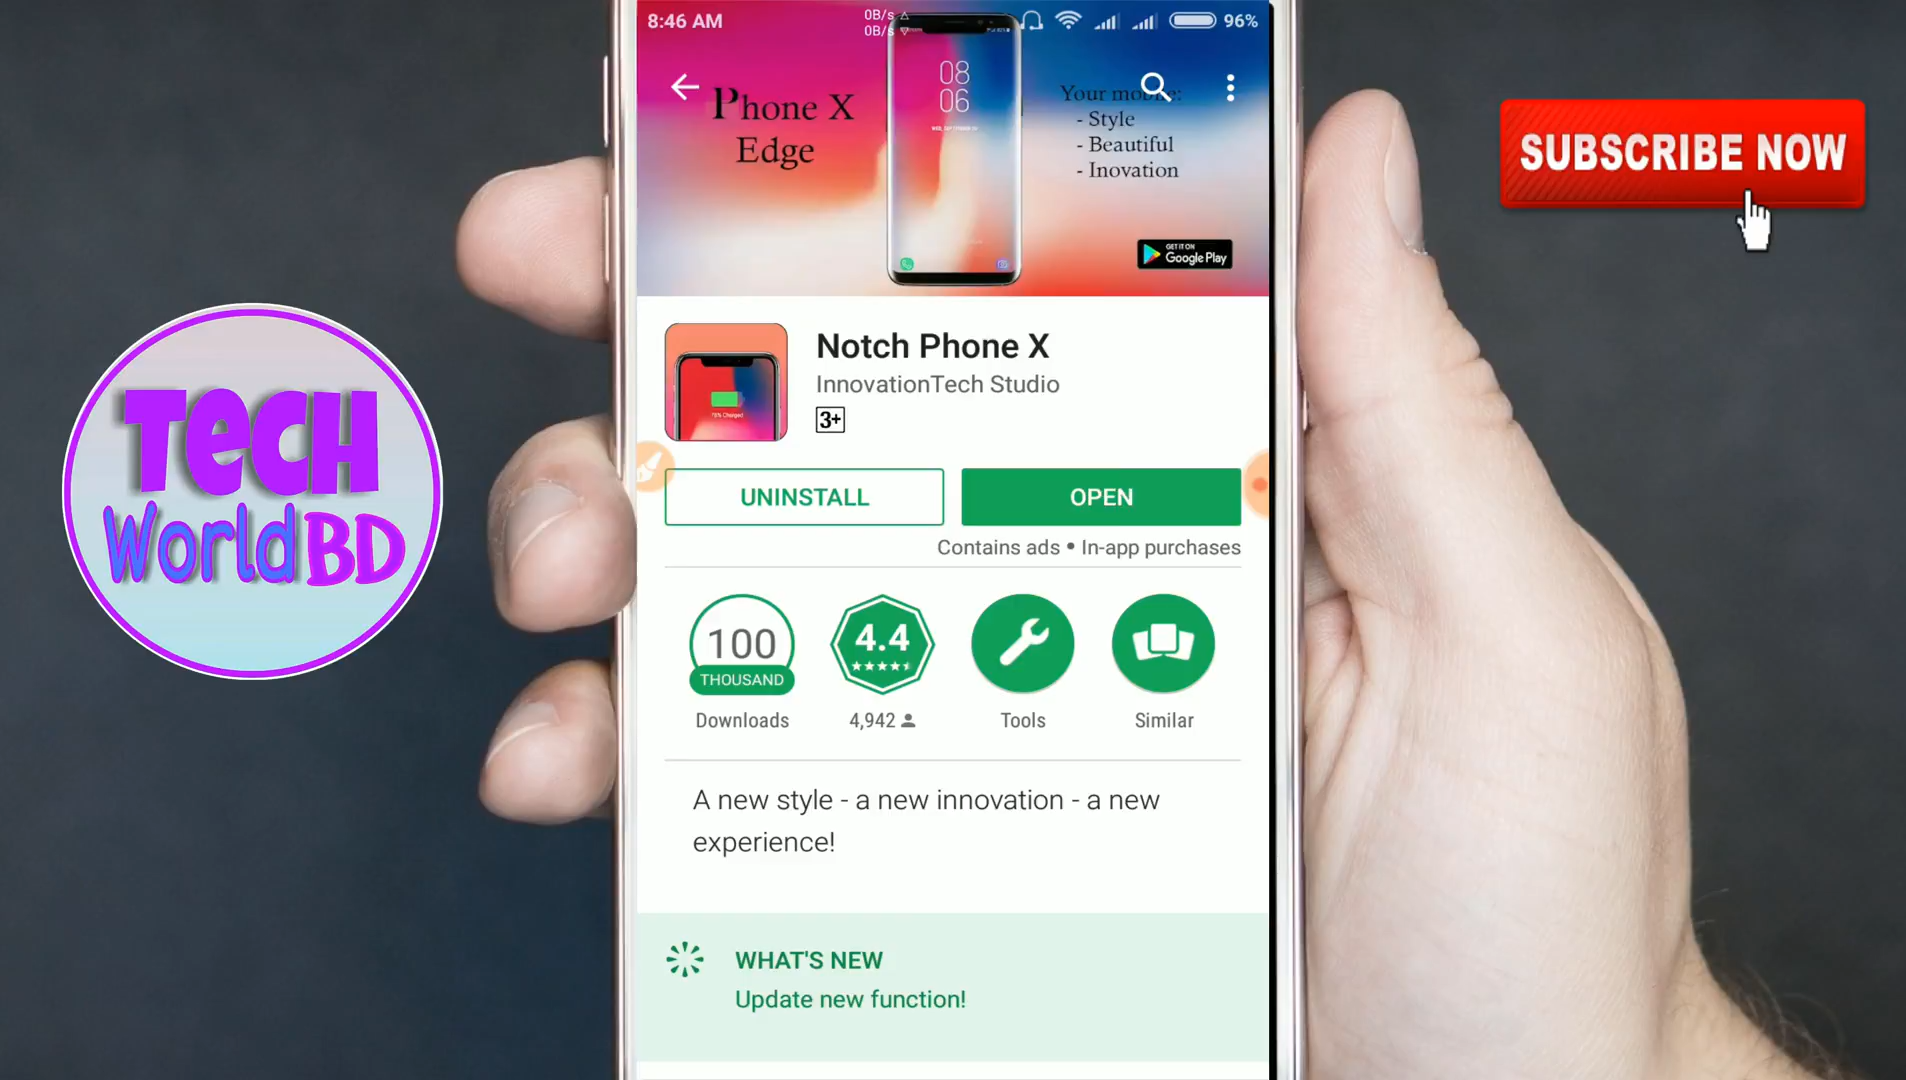 8:46 AM
0B/s
0B/s
96%
08
06
Phone X
Edge
Your mobile:
- Style
- Beautiful
- Inovation
GET IT ON
Google Play
SUBSCRIBE NOW
Notch Phone X
InnovationTech Studio
3+
UNINSTALL
OPEN
Contains ads • In-app purchases
Tech
World BD
100
THOUSAND
4.4
Downloads
4,942
Tools
Similar
A new style - a new innovation - a new
experience!
WHAT'S NEW
Update new function!